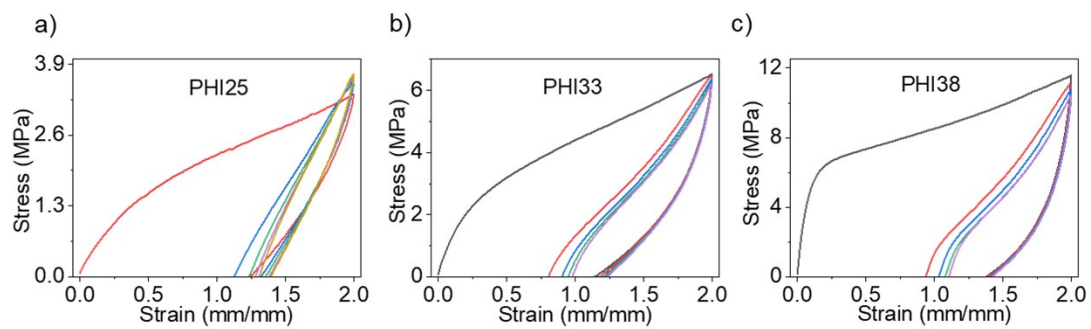 a)
PHI25
Stress (MPa)
3.9
2.6
1.3
0.0
0.0 0.5 1.0 1.5 2.0
Strain (mm/mm)
b)
PHI33
Stress (MPa)
6
4
2
0
0.0 0.5 1.0 1.5 2.0
Strain (mm/mm)
c)
PHI38
Stress (MPa)
12
8
4
0
0.0 0.5 1.0 1.5 2.0
Strain (mm/mm)